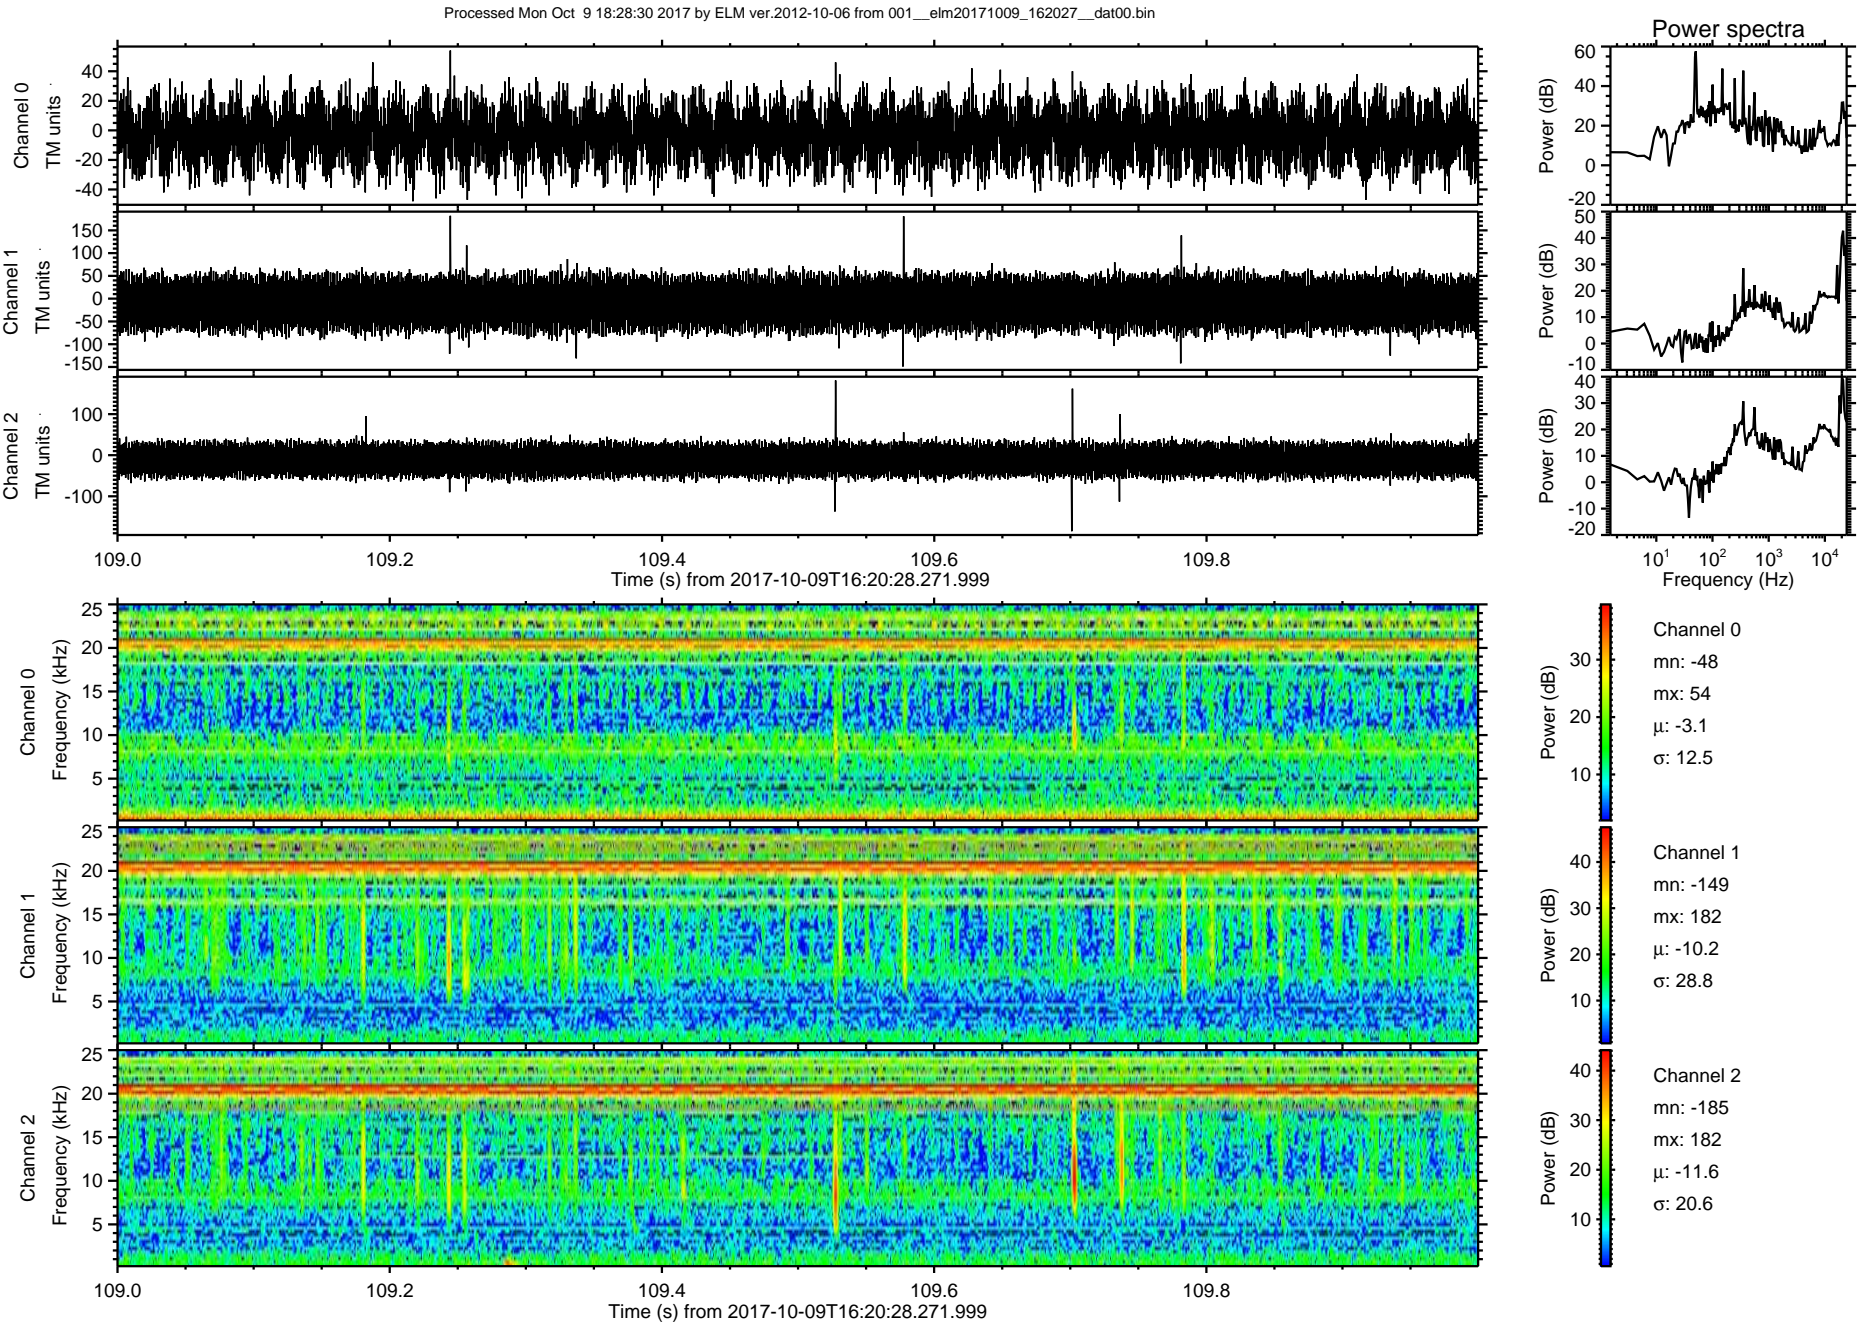 Processed Mon Oct  9 18:28:30 2017 by ELM ver.2012-10-06 from 001__elm20171009_162027__dat00.bin
Power spectra
Channel 0
TM units
40
20
0
-20
-40
Power (dB)
60
40
20
0
-20
Channel 1
TM units
150
100
50
0
-50
-100
-150
Power (dB)
50
40
30
20
10
0
-10
Channel 2
TM units
100
0
-100
Power (dB)
40
30
20
10
0
-10
-20
109.0 109.2 109.4 109.6 109.8
Time (s) from 2017-10-09T16:20:28.271.999
10¹ 10² 10³ 10⁴
Frequency (Hz)
Channel 0
Frequency (kHz)
25
20
15
10
5
Power (dB)
30
20
10
Channel 0
mn: -48
mx: 54
μ: -3.1
σ: 12.5
Channel 1
Frequency (kHz)
25
20
15
10
5
Power (dB)
40
30
20
10
Channel 1
mn: -149
mx: 182
μ: -10.2
σ: 28.8
Channel 2
Frequency (kHz)
25
20
15
10
5
Power (dB)
40
30
20
10
Channel 2
mn: -185
mx: 182
μ: -11.6
σ: 20.6
109.0 109.2 109.4 109.6 109.8
Time (s) from 2017-10-09T16:20:28.271.999